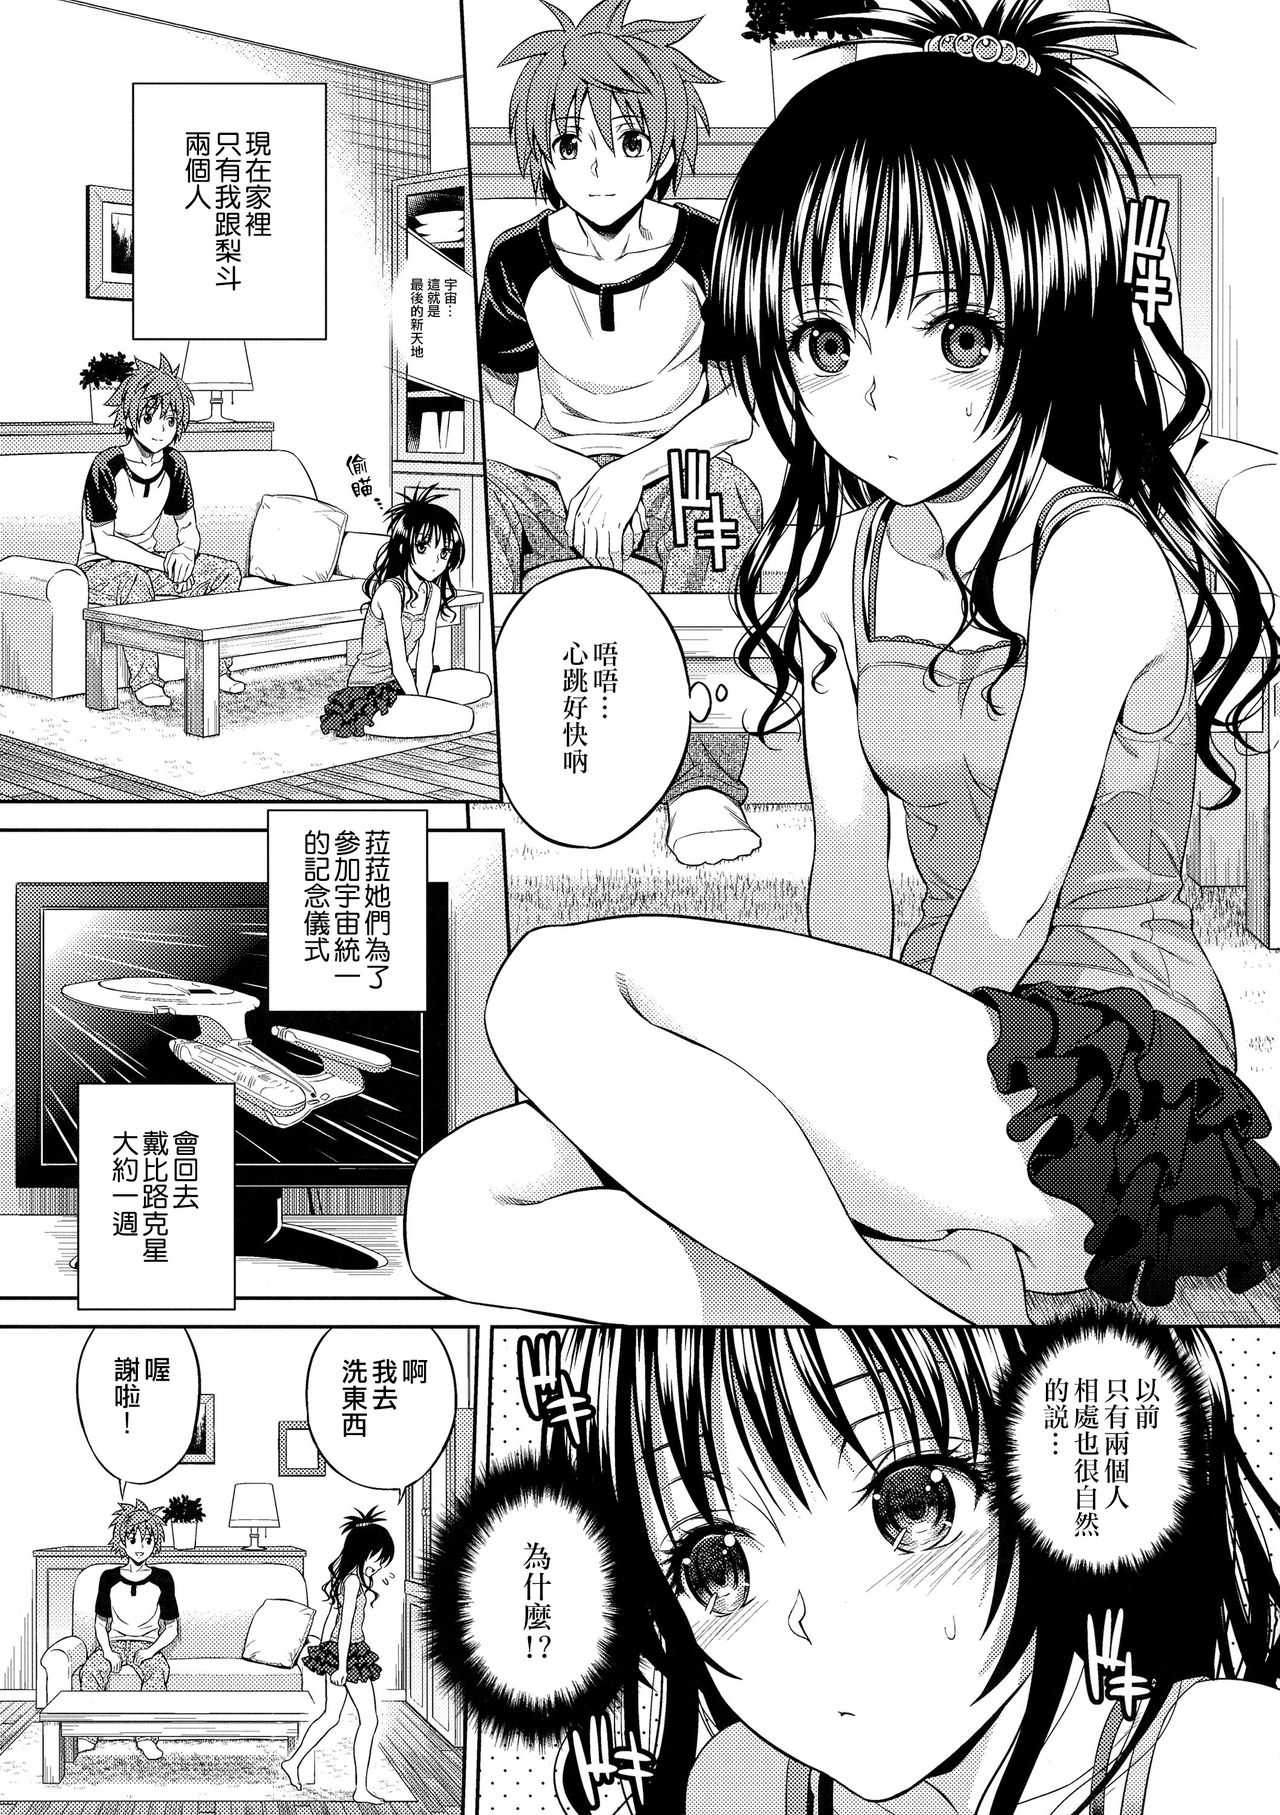 ドキ
唔唔…
心跳好快吶
ドキ
現在家裡
只有我跟梨斗
兩個人
宇宙…
這就是
最後的新天地
偷瞄…
菈菈她們為了
參加宇宙統一
的記念儀式
會回去
戴比路克星
大約一週
以前
只有兩個人
相處也很自然
的說…
ドキ
為什麼!?
ドキ
ドキ
啊
我去
洗東西
喔
謝啦！